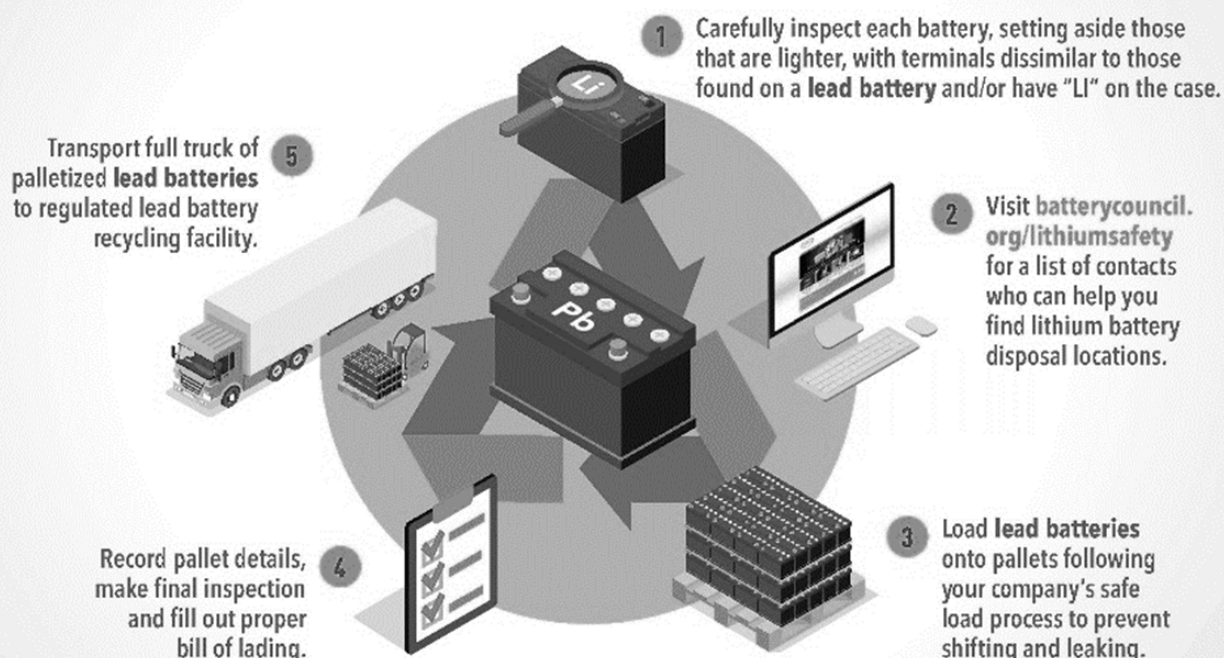 1
Carefully inspect each battery, setting aside those
that are lighter, with terminals dissimilar to those
found on a lead battery and/or have "LI" on the case.
Li
2
Visit batterycouncil.
org/lithiumsafety
for a list of contacts
who can help you
find lithium battery
disposal locations.
Pb
3
Load lead batteries
onto pallets following
your company's safe
load process to prevent
shifting and leaking.
4
Record pallet details,
make final inspection
and fill out proper
bill of lading.
5
Transport full truck of
palletized lead batteries
to regulated lead battery
recycling facility.